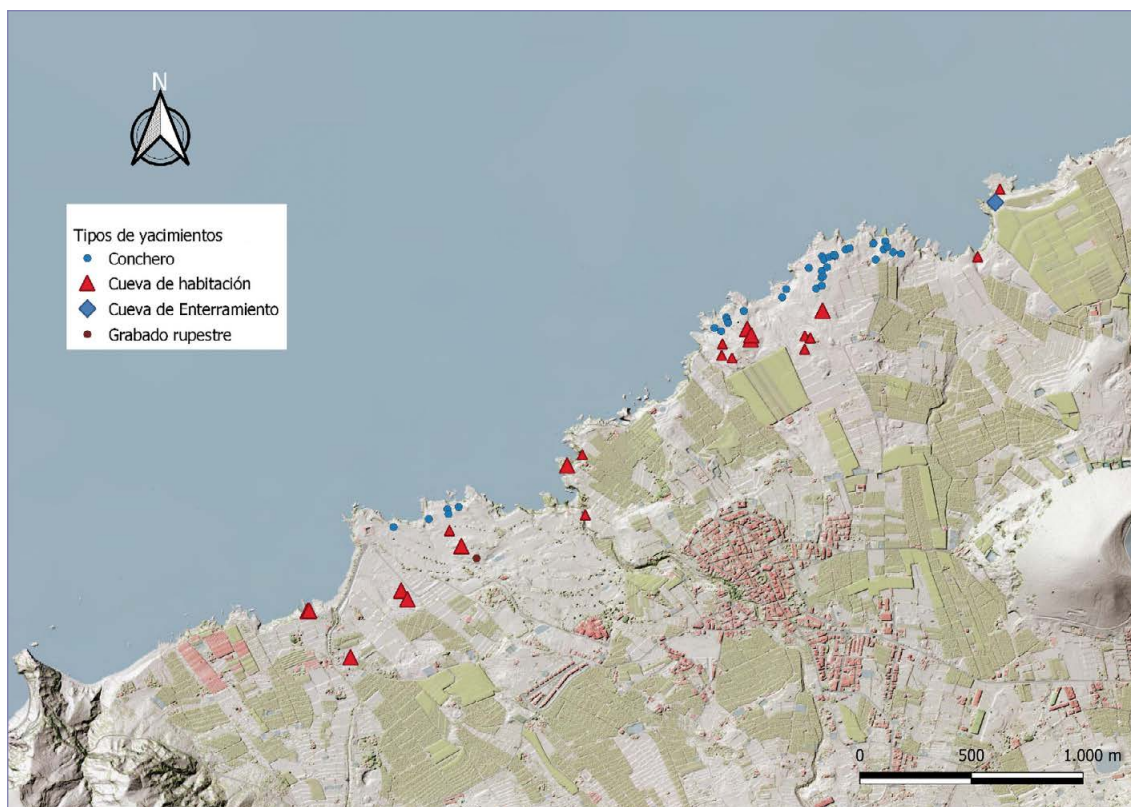 N
Tipos de yacimientos
Conchero
Cueva de habitación
Cueva de Enterramiento
Grabado rupestre
0 500 1.000 m